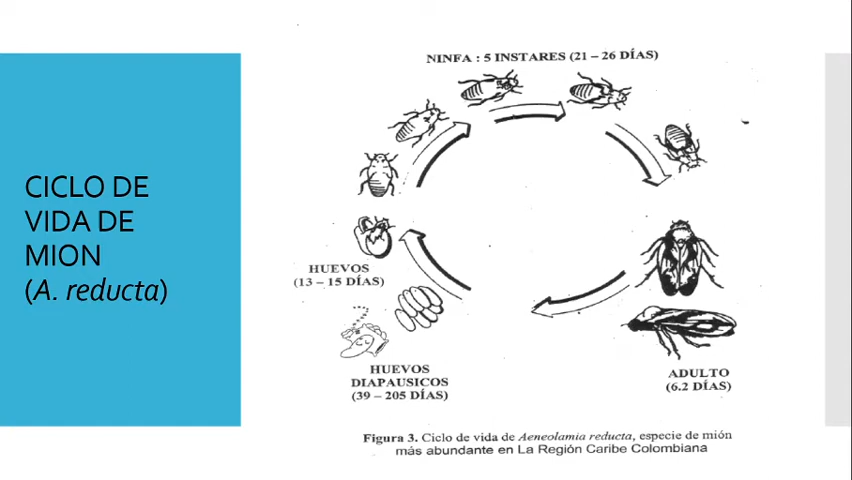 CICLO DE
VIDA DE
MION
(A. reducta)
NINFA : 5 INSTARES (21 – 26 DÍAS)
HUEVOS
(13 – 15 DÍAS)
HUEVOS
DIAPAUSICOS
(39 – 205 DÍAS)
ADULTO
(6.2 DÍAS)
Figura 3. Ciclo de vida de Aeneolamia reducta, especie de mión
más abundante en La Región Caribe Colombiana